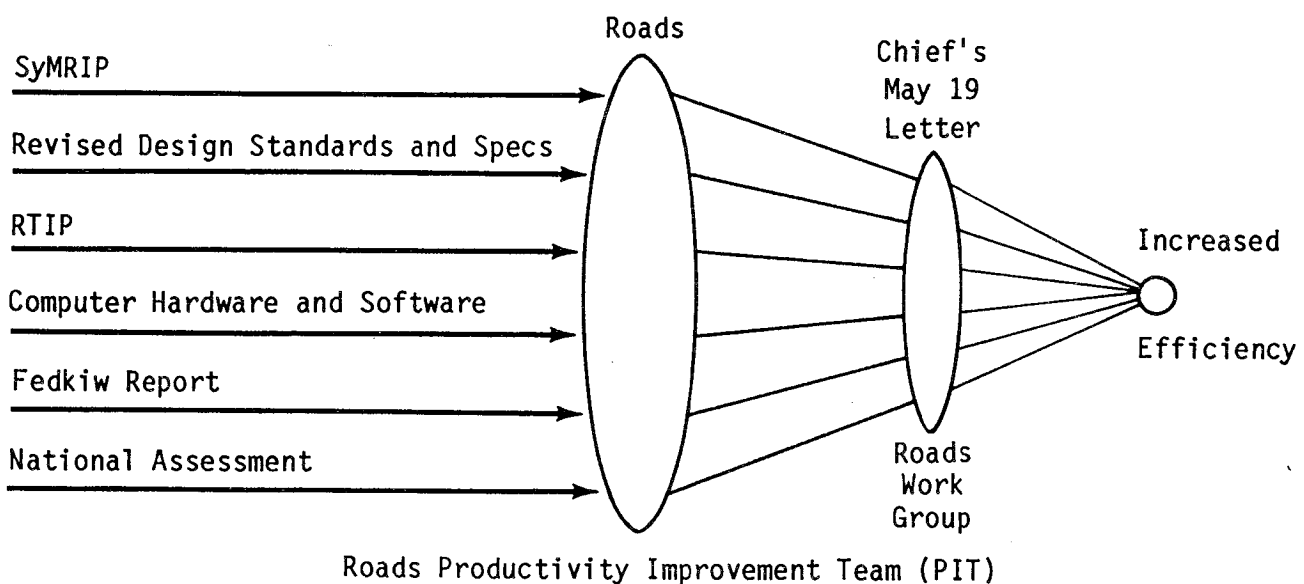 Roads
SyMRIP
Chief's
May 19
Letter
Revised Design Standards and Specs
RTIP
Increased
Computer Hardware and Software
Efficiency
Fedkiw Report
National Assessment
Roads
Work
Group
Roads Productivity Improvement Team (PIT)